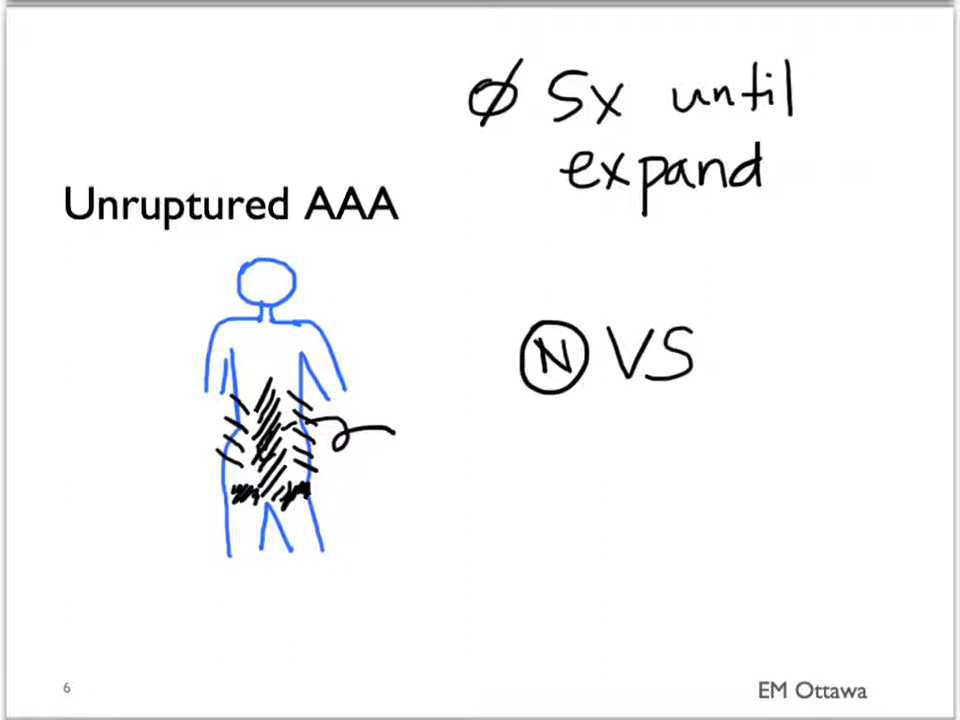 ∅ Sx until
expand
Unruptured AAA
Ⓝ VS
6
EM Ottawa